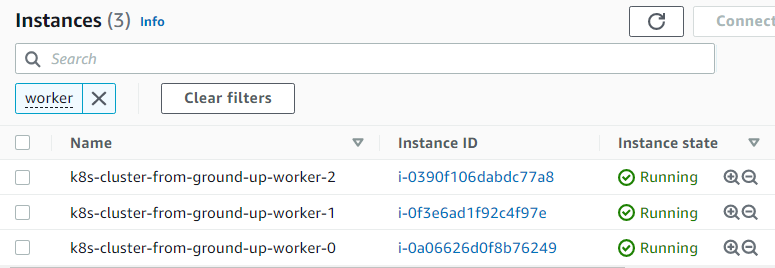 Instances (3) Info
Connect
Search
worker
Clear filters
Name Instance ID Instance state
k8s-cluster-from-ground-up-worker-2 i-0390f106dabdc77a8 Running
k8s-cluster-from-ground-up-worker-1 i-0f3e6ad1f92c4f97e Running
k8s-cluster-from-ground-up-worker-0 i-0a06626d0f8b76249 Running